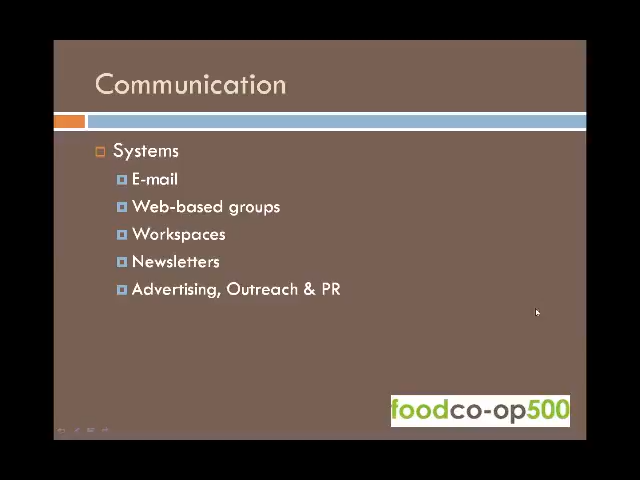 Communication
Systems
E-mail
Web-based groups
Workspaces
Newsletters
Advertising, Outreach & PR
foodco-op500